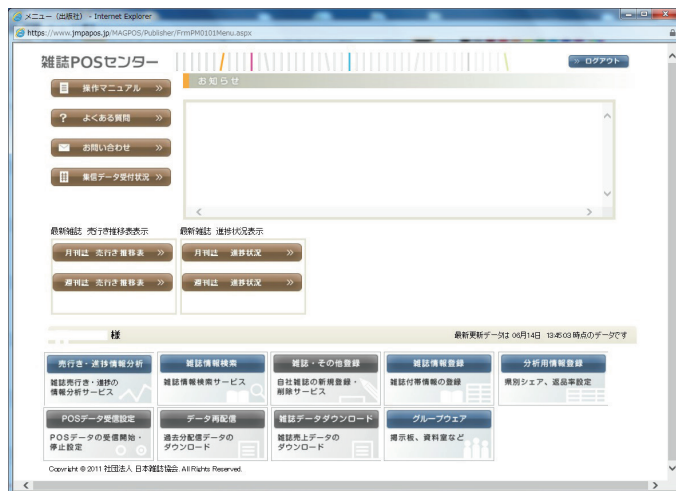 メニュー (出版社) - Internet Explorer
https://www.jmpapos.jp/MAGPOS/Publisher/FrmPM0101Menu.aspx
雑誌POSセンター
» ログアウト
操作マニュアル »
お知らせ
? よくある質問 »
お問い合わせ »
集信データ受付状況 »
最新雑誌 売行き推移表表示
最新雑誌 進捗状況表示
月刊誌 売行き推移表 »
月刊誌 進捗状況 »
週刊誌 売行き推移表 »
週刊誌 進捗状況 »
様
最新更新データは 06月14日 13:45:03 時点のデータです
売行き・進捗情報分析
雑誌情報検索
雑誌・その他登録
雑誌情報登録
分析用情報登録
雑誌売行き・進捗の
情報分析サービス
雑誌情報検索サービス
自社雑誌の新規登録・
削除サービス
雑誌付帯情報の登録
県別シェア、返品率設定
POSデータ受信設定
データ再配信
雑誌データダウンロード
グループウェア
POSデータの受信開始・
停止設定
過去分配信データの
ダウンロード
雑誌売上データの
ダウンロード
掲示板、資料室など
Copyright © 2011 社団法人 日本雑誌協会. All Rights Reserved.